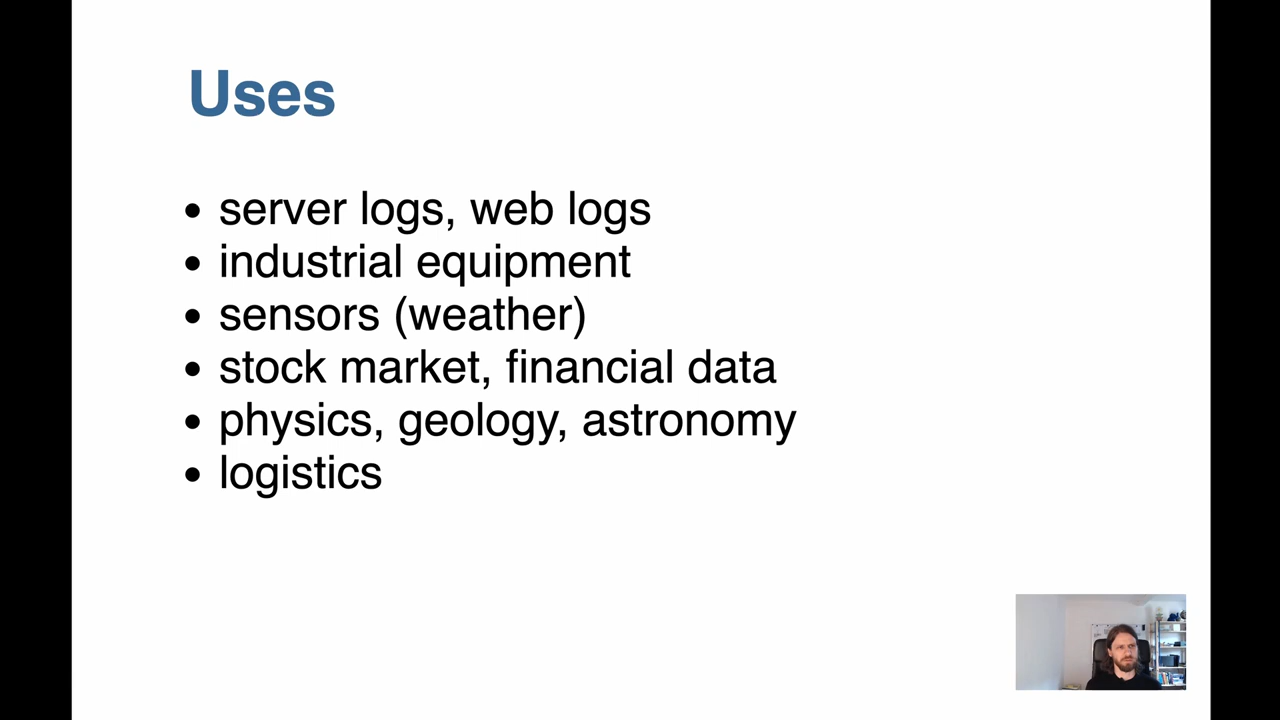 Uses
• server logs, web logs
• industrial equipment
• sensors (weather)
• stock market, financial data
• physics, geology, astronomy
• logistics